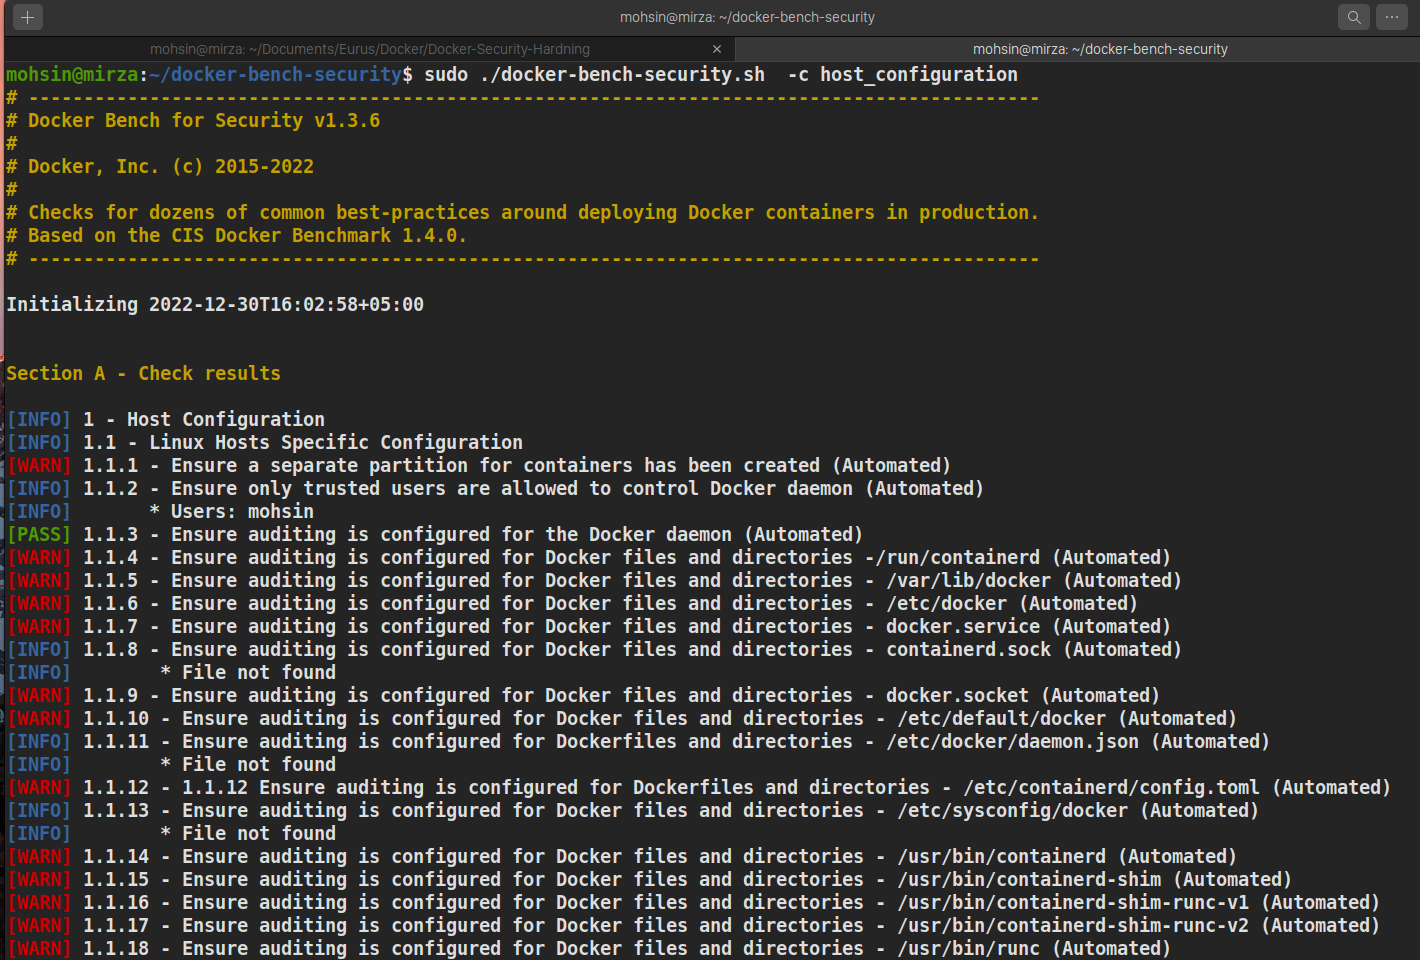 mohsin@mirza: ~/docker-bench-security
mohsin@mirza: ~/Documents/Eurus/Docker/Docker-Security-Hardning
mohsin@mirza: ~/docker-bench-security
mohsin@mirza:~/docker-bench-security$ sudo ./docker-bench-security.sh  -c host_configuration
# --------------------------------------------------------------------------------------------
# Docker Bench for Security v1.3.6
#
# Docker, Inc. (c) 2015-2022
#
# Checks for dozens of common best-practices around deploying Docker containers in production.
# Based on the CIS Docker Benchmark 1.4.0.
# --------------------------------------------------------------------------------------------
Initializing 2022-12-30T16:02:58+05:00
Section A - Check results
[INFO] 1 - Host Configuration
[INFO] 1.1 - Linux Hosts Specific Configuration
[WARN] 1.1.1 - Ensure a separate partition for containers has been created (Automated)
[INFO] 1.1.2 - Ensure only trusted users are allowed to control Docker daemon (Automated)
[INFO]       * Users: mohsin
[PASS] 1.1.3 - Ensure auditing is configured for the Docker daemon (Automated)
[WARN] 1.1.4 - Ensure auditing is configured for Docker files and directories -/run/containerd (Automated)
[WARN] 1.1.5 - Ensure auditing is configured for Docker files and directories - /var/lib/docker (Automated)
[WARN] 1.1.6 - Ensure auditing is configured for Docker files and directories - /etc/docker (Automated)
[WARN] 1.1.7 - Ensure auditing is configured for Docker files and directories - docker.service (Automated)
[INFO] 1.1.8 - Ensure auditing is configured for Docker files and directories - containerd.sock (Automated)
[INFO]        * File not found
[WARN] 1.1.9 - Ensure auditing is configured for Docker files and directories - docker.socket (Automated)
[WARN] 1.1.10 - Ensure auditing is configured for Docker files and directories - /etc/default/docker (Automated)
[INFO] 1.1.11 - Ensure auditing is configured for Dockerfiles and directories - /etc/docker/daemon.json (Automated)
[INFO]        * File not found
[WARN] 1.1.12 - 1.1.12 Ensure auditing is configured for Dockerfiles and directories - /etc/containerd/config.toml (Automated)
[INFO] 1.1.13 - Ensure auditing is configured for Docker files and directories - /etc/sysconfig/docker (Automated)
[INFO]        * File not found
[WARN] 1.1.14 - Ensure auditing is configured for Docker files and directories - /usr/bin/containerd (Automated)
[WARN] 1.1.15 - Ensure auditing is configured for Docker files and directories - /usr/bin/containerd-shim (Automated)
[WARN] 1.1.16 - Ensure auditing is configured for Docker files and directories - /usr/bin/containerd-shim-runc-v1 (Automated)
[WARN] 1.1.17 - Ensure auditing is configured for Docker files and directories - /usr/bin/containerd-shim-runc-v2 (Automated)
[WARN] 1.1.18 - Ensure auditing is configured for Docker files and directories - /usr/bin/runc (Automated)